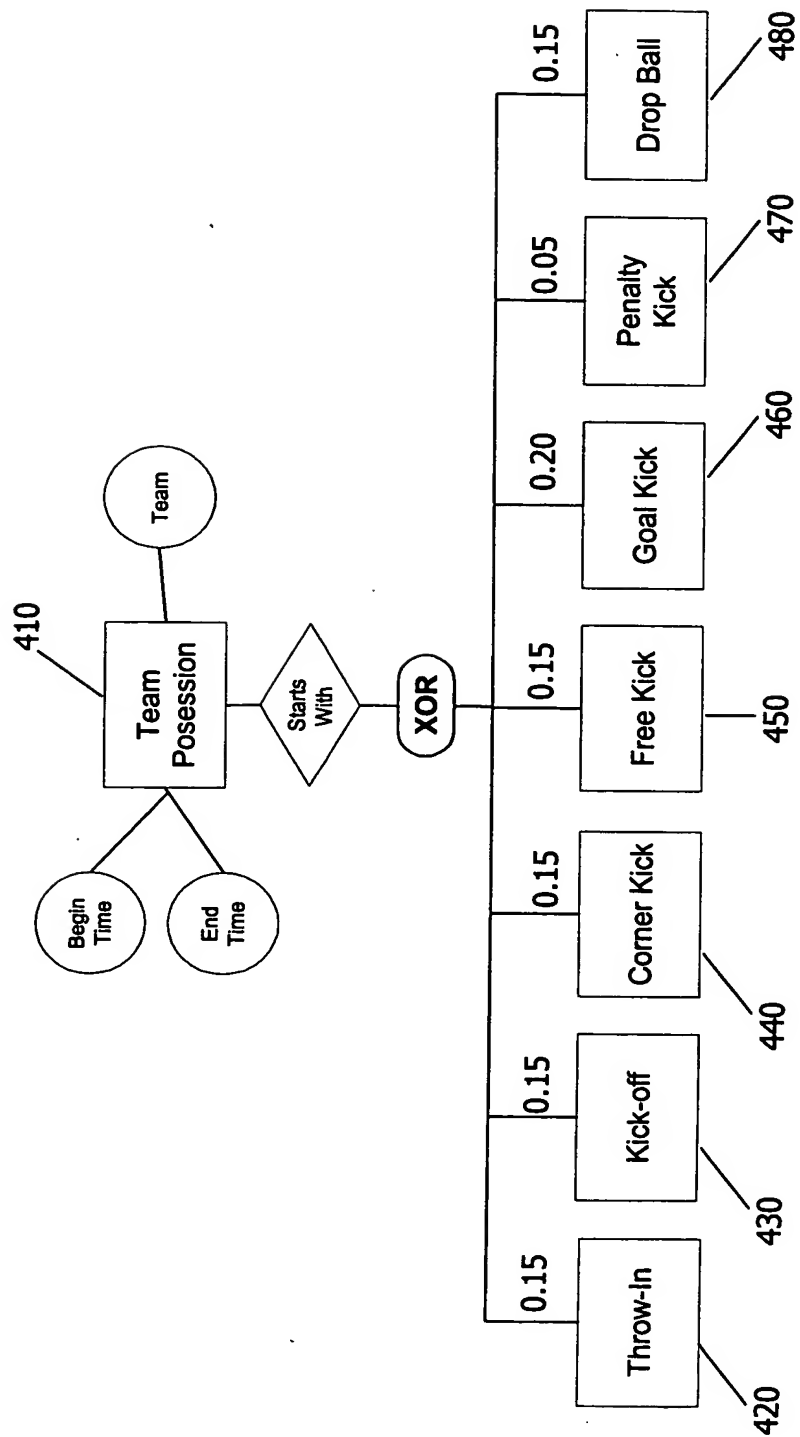 410
Team
Posession
Begin
Time
End
Time
Team
Starts
With
XOR
0.15
0.15
0.15
0.15
0.20
0.05
0.15
Throw-In
Kick-off
Corner Kick
Free Kick
Goal Kick
Penalty
Kick
Drop Ball
420
430
440
450
460
470
480